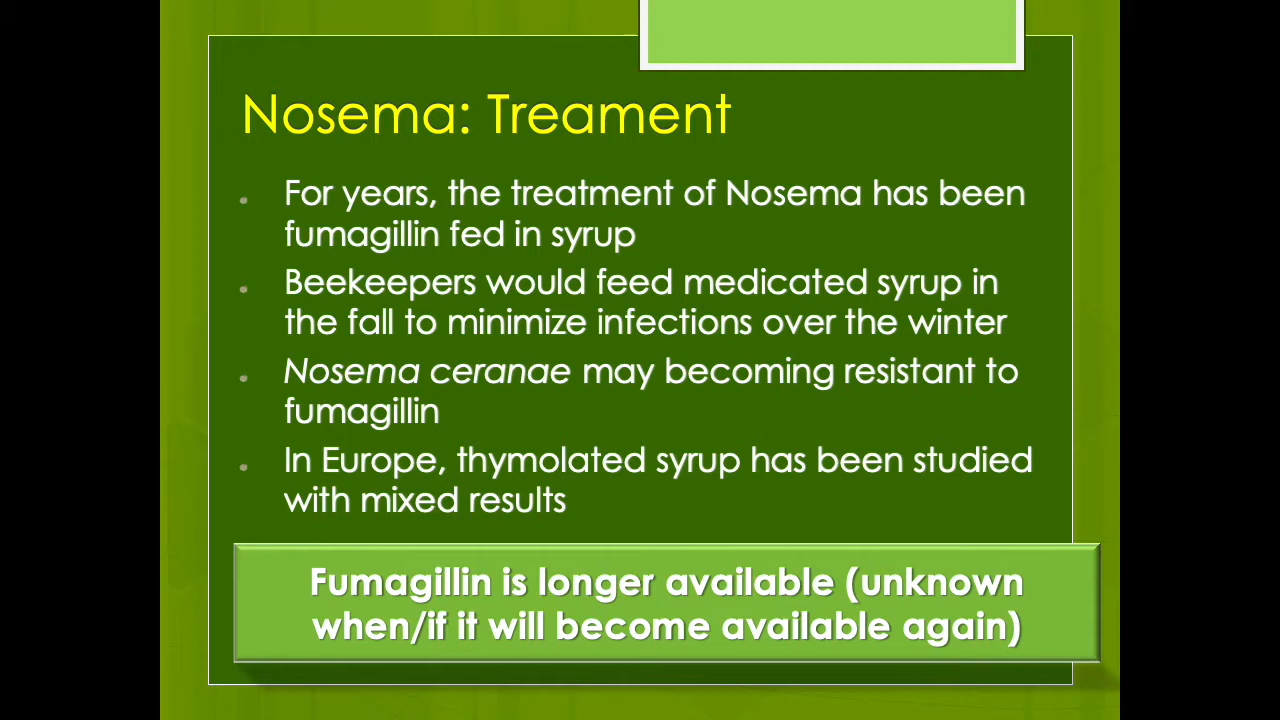 Nosema: Treament
For years, the treatment of Nosema has been
fumagillin fed in syrup
Beekeepers would feed medicated syrup in
the fall to minimize infections over the winter
Nosema ceranae may becoming resistant to
fumagillin
In Europe, thymolated syrup has been studied
with mixed results
Fumagillin is longer available (unknown
when/if it will become available again)